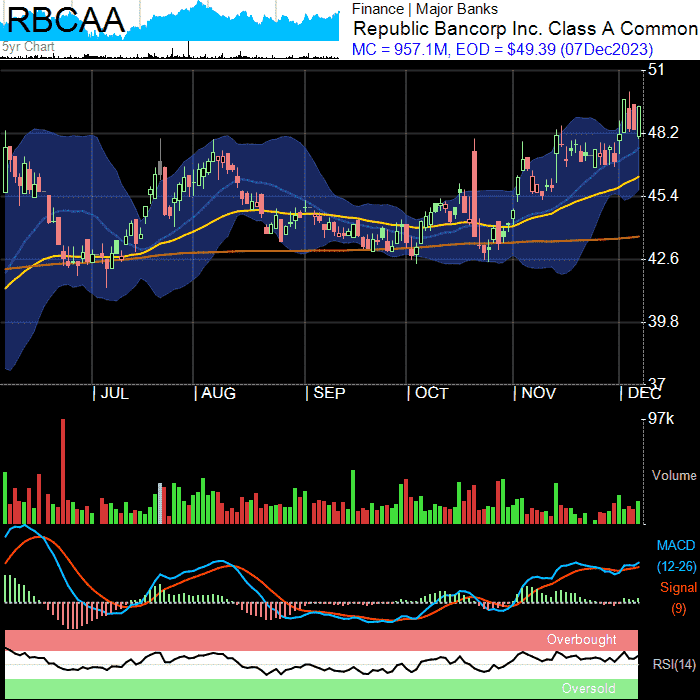 RBCAA
5yr Chart
Finance | Major Banks
Republic Bancorp Inc. Class A Common
MC = 957.1M, EOD = $49.39 (07Dec2023)
51
48.2
45.4
42.6
39.8
37
| JUL | AUG | SEP | OCT | NOV | DEC
97k
Volume
MACD
(12-26)
Signal
(9)
Overbought
RSI(14)
Oversold